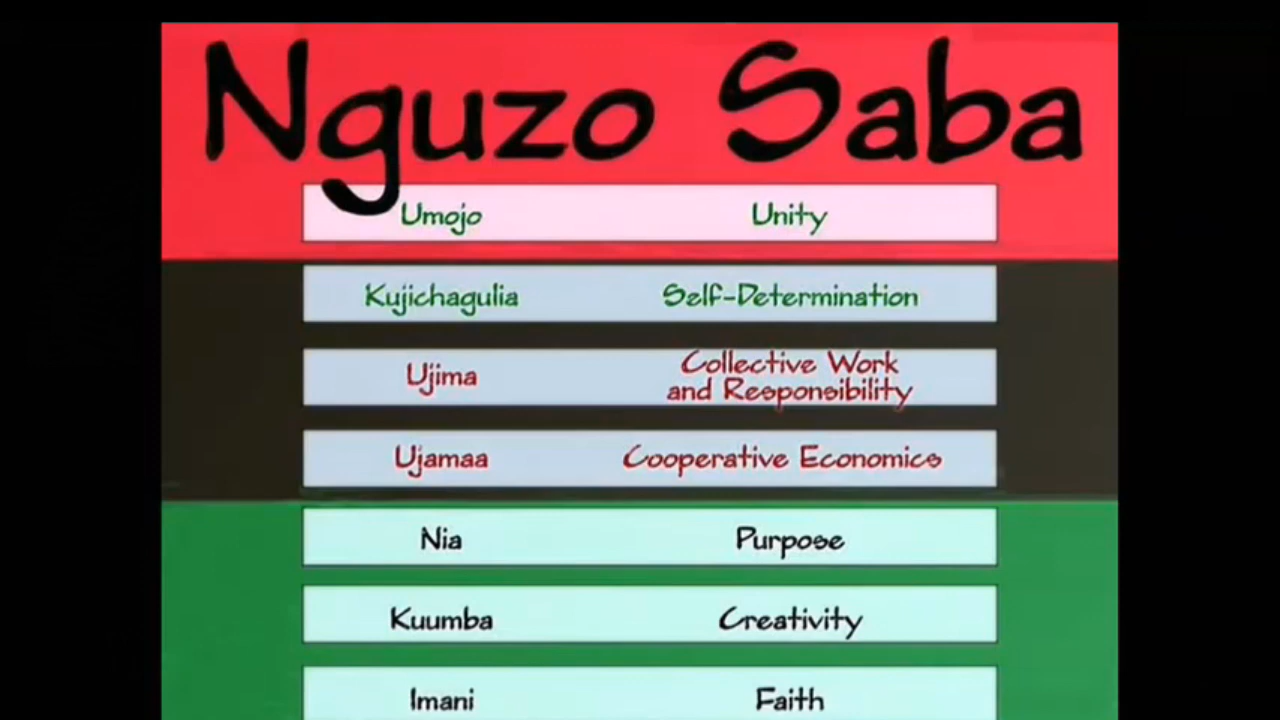 Nguzo Saba
Umojo Unity
Kujichagulia Self-Determination
Ujima Collective Work
and Responsibility
Ujamaa Cooperative Economics
Nia Purpose
Kuumba Creativity
Imani Faith